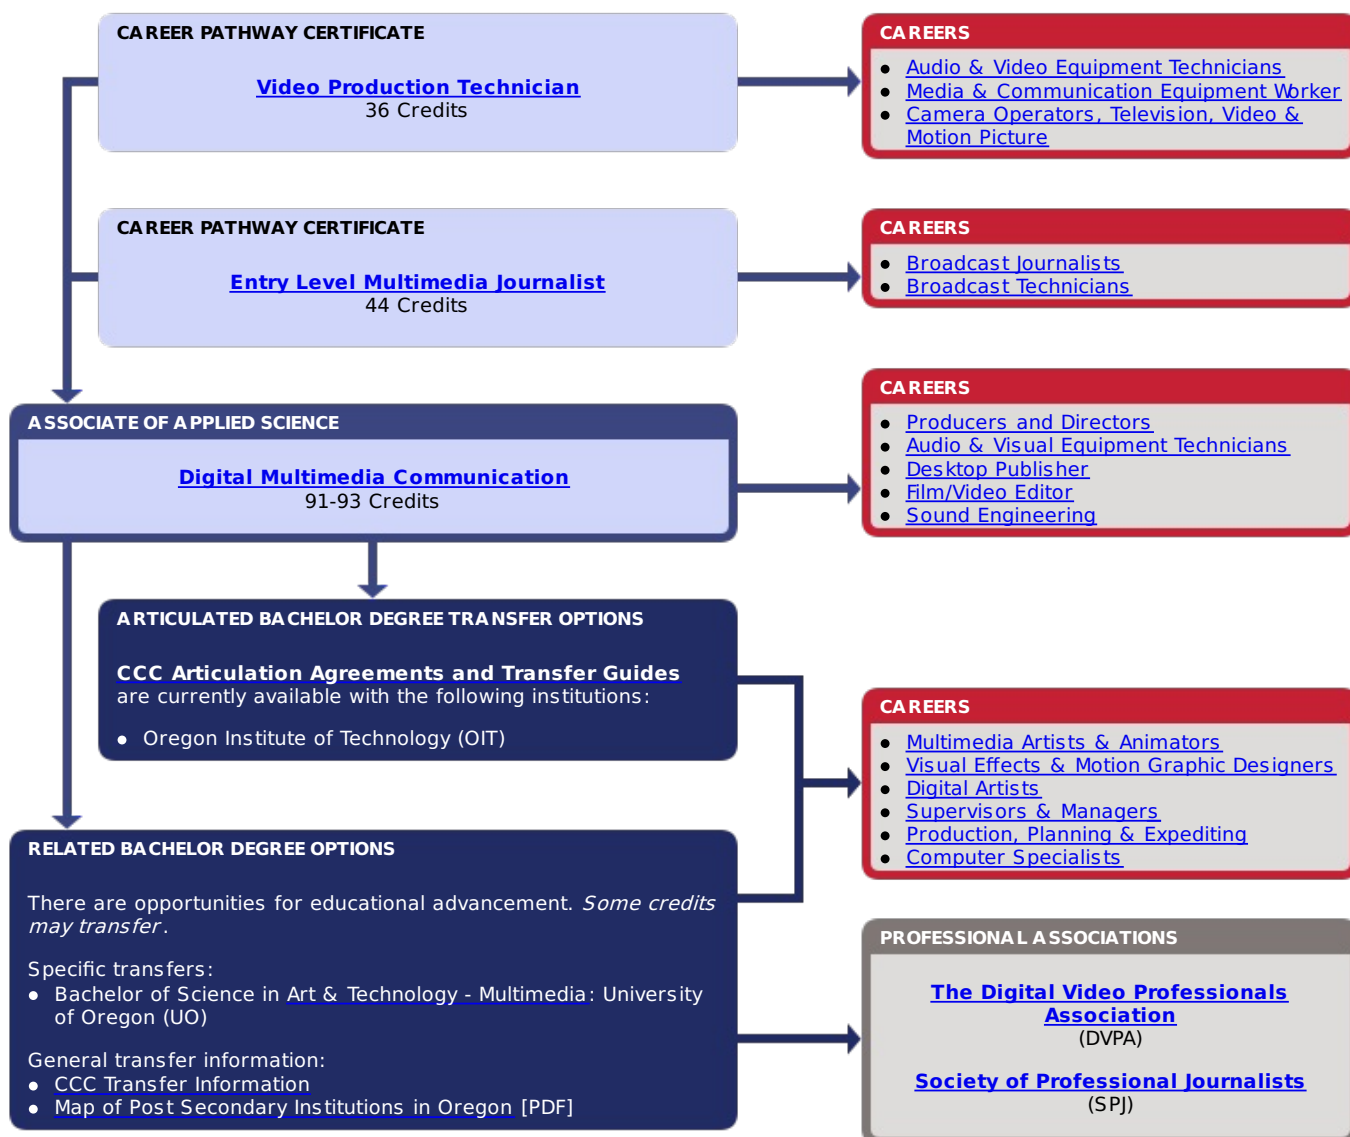 CAREER PATHWAY CERTIFICATE
Video Production Technician
36 Credits
CAREERS
● Audio & Video Equipment Technicians
● Media & Communication Equipment Worker
● Camera Operators, Television, Video &
Motion Picture
CAREER PATHWAY CERTIFICATE
Entry Level Multimedia Journalist
44 Credits
CAREERS
● Broadcast Journalists
● Broadcast Technicians
ASSOCIATE OF APPLIED SCIENCE
Digital Multimedia Communication
91-93 Credits
CAREERS
● Producers and Directors
● Audio & Visual Equipment Technicians
● Desktop Publisher
● Film/Video Editor
● Sound Engineering
ARTICULATED BACHELOR DEGREE TRANSFER OPTIONS
CCC Articulation Agreements and Transfer Guides
are currently available with the following institutions:
● Oregon Institute of Technology (OIT)
CAREERS
● Multimedia Artists & Animators
● Visual Effects & Motion Graphic Designers
● Digital Artists
● Supervisors & Managers
● Production, Planning & Expediting
● Computer Specialists
RELATED BACHELOR DEGREE OPTIONS
There are opportunities for educational advancement. Some credits
may transfer.
Specific transfers:
● Bachelor of Science in Art & Technology - Multimedia: University
of Oregon (UO)
General transfer information:
● CCC Transfer Information
● Map of Post Secondary Institutions in Oregon [PDF]
PROFESSIONAL ASSOCIATIONS
The Digital Video Professionals
Association
(DVPA)
Society of Professional Journalists
(SPJ)